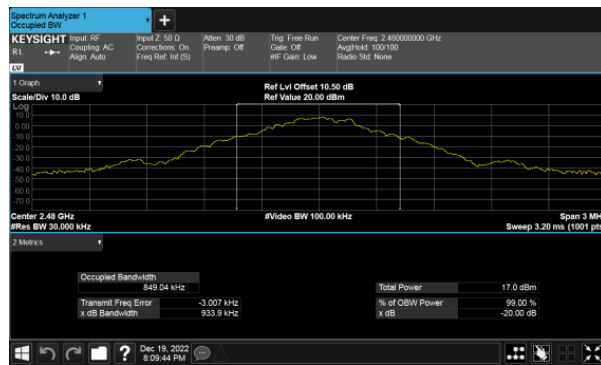 Spectrum Analyzer 1
Occupied BW
KEYSIGHT Input: RF Input Z: 50 Ω Atten: 30 dB Trig: Free Run Center Freq: 2.480000000 GHz
RL Coupling: AC Corrections: On Preamp: Off Gate: Off Avg|Hold: 100/100
Align: Auto Freq Ref: Int (S) #IF Gain: Low Radio Std: None
LXI
1 Graph
Ref Lvl Offset 10.50 dB
Scale/Div 10.0 dB Ref Value 20.00 dBm
Log
10.0
0.00
-10.0
-20.0
-30.0
-40.0
-50.0
-60.0
-70.0
Center 2.48 GHz #Video BW 100.00 kHz Span 3 MH
#Res BW 30.000 kHz Sweep 3.20 ms (1001 pts
2 Metrics
Occupied Bandwidth
849.04 kHz Total Power 17.0 dBm
Transmit Freq Error -3.007 kHz % of OBW Power 99.00 %
x dB Bandwidth 933.9 kHz x dB -20.00 dB
? Dec 19, 2022
8:09:44 PM